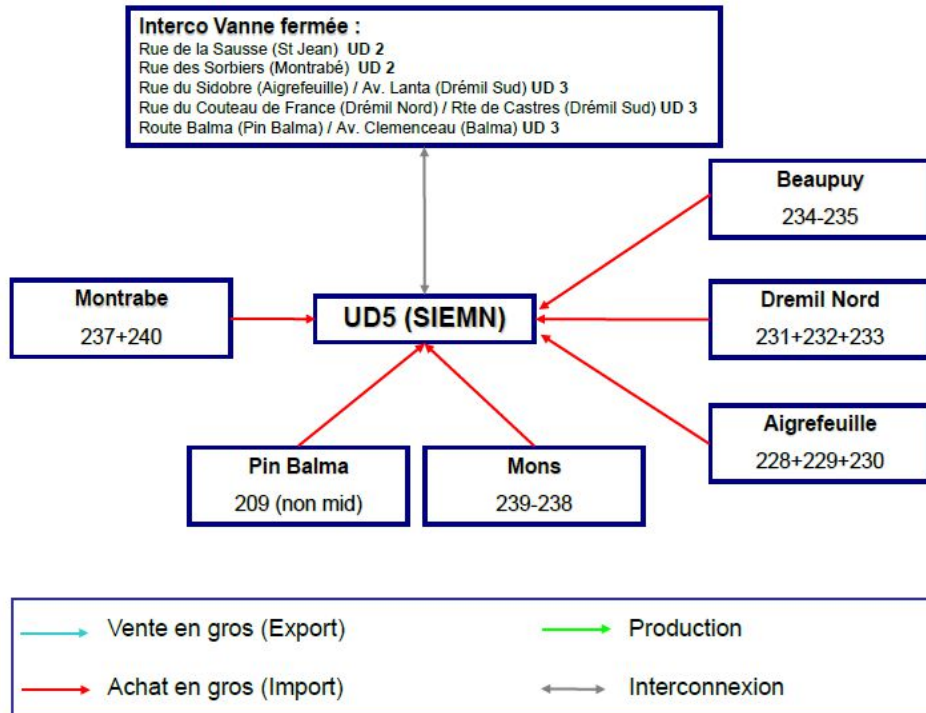 Interco Vanne fermée :
Rue de la Sausse (St Jean) UD 2
Rue des Sorbiers (Montrabé) UD 2
Rue du Sidobre (Aigrefeuille) / Av. Lanta (Drémil Sud) UD 3
Rue du Couteau de France (Drémil Nord) / Rte de Castres (Drémil Sud) UD 3
Route Balma (Pin Balma) / Av. Clemenceau (Balma) UD 3
Beaupuy
234-235
Montrabe
237+240
UD5 (SIEMN)
Dremil Nord
231+232+233
Aigrefeuille
228+229+230
Pin Balma
209 (non mid)
Mons
239-238
Vente en gros (Export)
Production
Achat en gros (Import)
Interconnexion